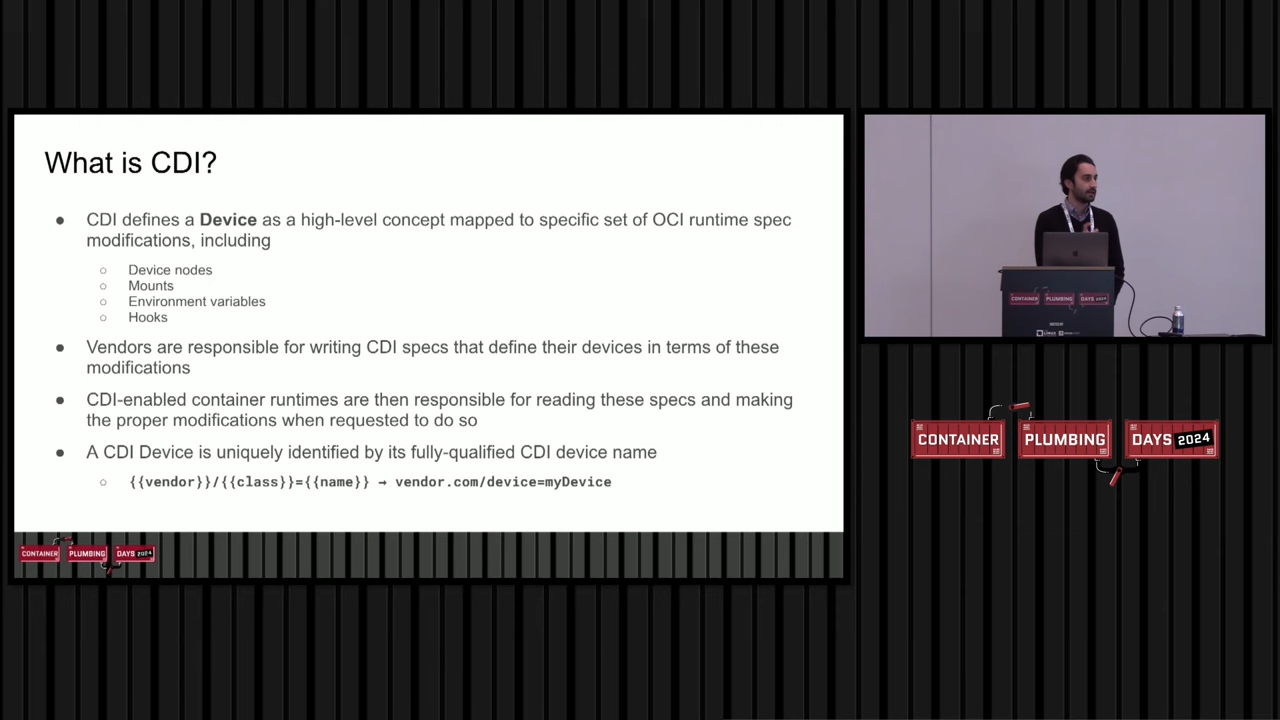 What is CDI?
● CDI defines a Device as a high-level concept mapped to specific set of OCI runtime spec
modifications, including
○ Device nodes
○ Mounts
○ Environment variables
○ Hooks
● Vendors are responsible for writing CDI specs that define their devices in terms of these
modifications
● CDI-enabled container runtimes are then responsible for reading these specs and making
the proper modifications when requested to do so
● A CDI Device is uniquely identified by its fully-qualified CDI device name
○ {{vendor}}/{{class}}={{name}} → vendor.com/device=myDevice
CONTAINER PLUMBING DAYS 2024
CONTAINER PLUMBING DAYS 2024
CONTAINER PLUMBING DAYS 2024